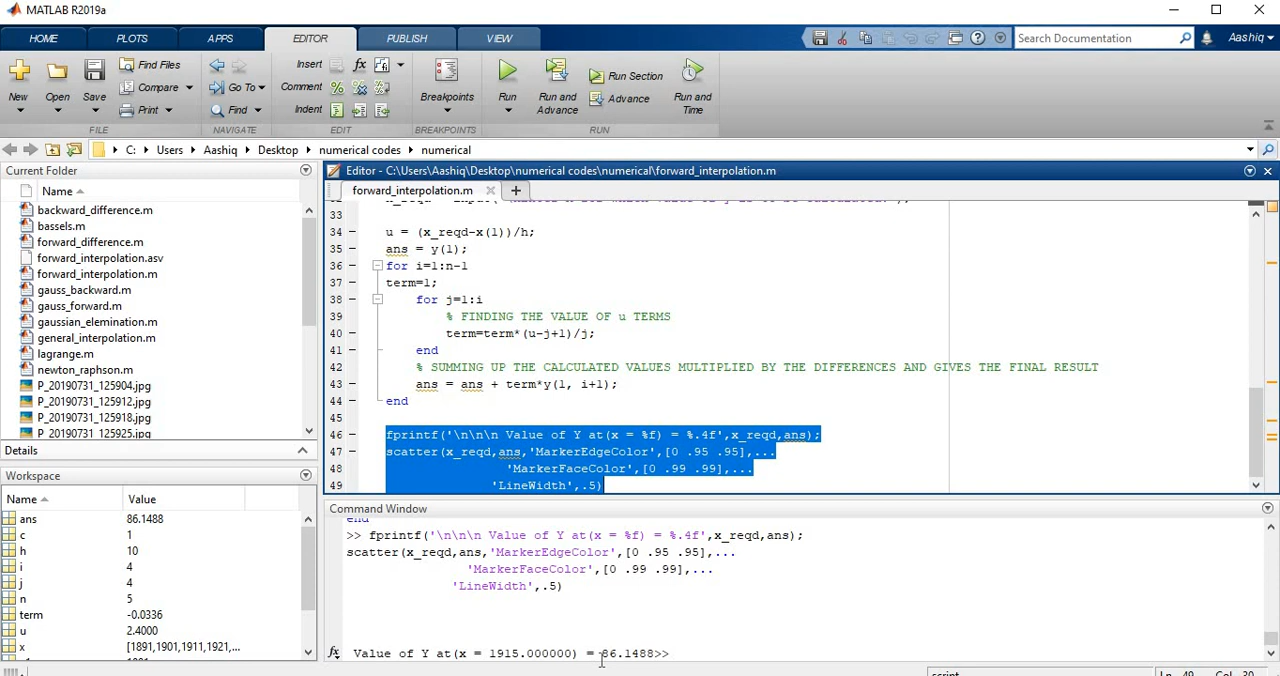 MATLAB R2019a
HOME PLOTS APPS EDITOR PUBLISH VIEW Search Documentation Aashiq
New Open Save Find Files Compare Print Go To Find Insert fx Comment Indent Breakpoints Run Run and Advance Run Section Advance Run and Time
FILE NAVIGATE EDIT BREAKPOINTS RUN
C: Users Aashiq Desktop numerical codes numerical
Current Folder
Name
backward_difference.m
bassels.m
forward_difference.m
forward_interpolation.asv
forward_interpolation.m
gauss_backward.m
gauss_forward.m
gaussian_elemination.m
general_interpolation.m
lagrange.m
newton_raphson.m
P_20190731_125904.jpg
P_20190731_125912.jpg
P_20190731_125918.jpg
P_20190731_125925.jpg
Details
Workspace
Name Value
ans 86.1488
c 1
h 10
i 4
j 4
n 5
term -0.0336
u 2.4000
x [1891,1901,1911,1921,...
Editor - C:\Users\Aashiq\Desktop\numerical codes\numerical\forward_interpolation.m
forward_interpolation.m
33
34 u = (x_reqd-x(1))/h;
35 ans = y(1);
36 for i=1:n-1
37 term=1;
38 for j=1:i
39 % FINDING THE VALUE OF u TERMS
40 term=term*(u-j+1)/j;
41 end
42 % SUMMING UP THE CALCULATED VALUES MULTIPLIED BY THE DIFFERENCES AND GIVES THE FINAL RESULT
43 ans = ans + term*y(1, i+1);
44 end
45
46 fprintf('\n\n\n Value of Y at(x = %f) = %.4f',x_reqd,ans);
47 scatter(x_reqd,ans,'MarkerEdgeColor',[0 .95 .95],...
48 'MarkerFaceColor',[0 .99 .99],...
49 'LineWidth',.5)
Command Window
end
>> fprintf('\n\n\n Value of Y at(x = %f) = %.4f',x_reqd,ans);
scatter(x_reqd,ans,'MarkerEdgeColor',[0 .95 .95],...
'MarkerFaceColor',[0 .99 .99],...
'LineWidth',.5)
fx Value of Y at(x = 1915.000000) = 86.1488>>
script Ln 49 Col 30